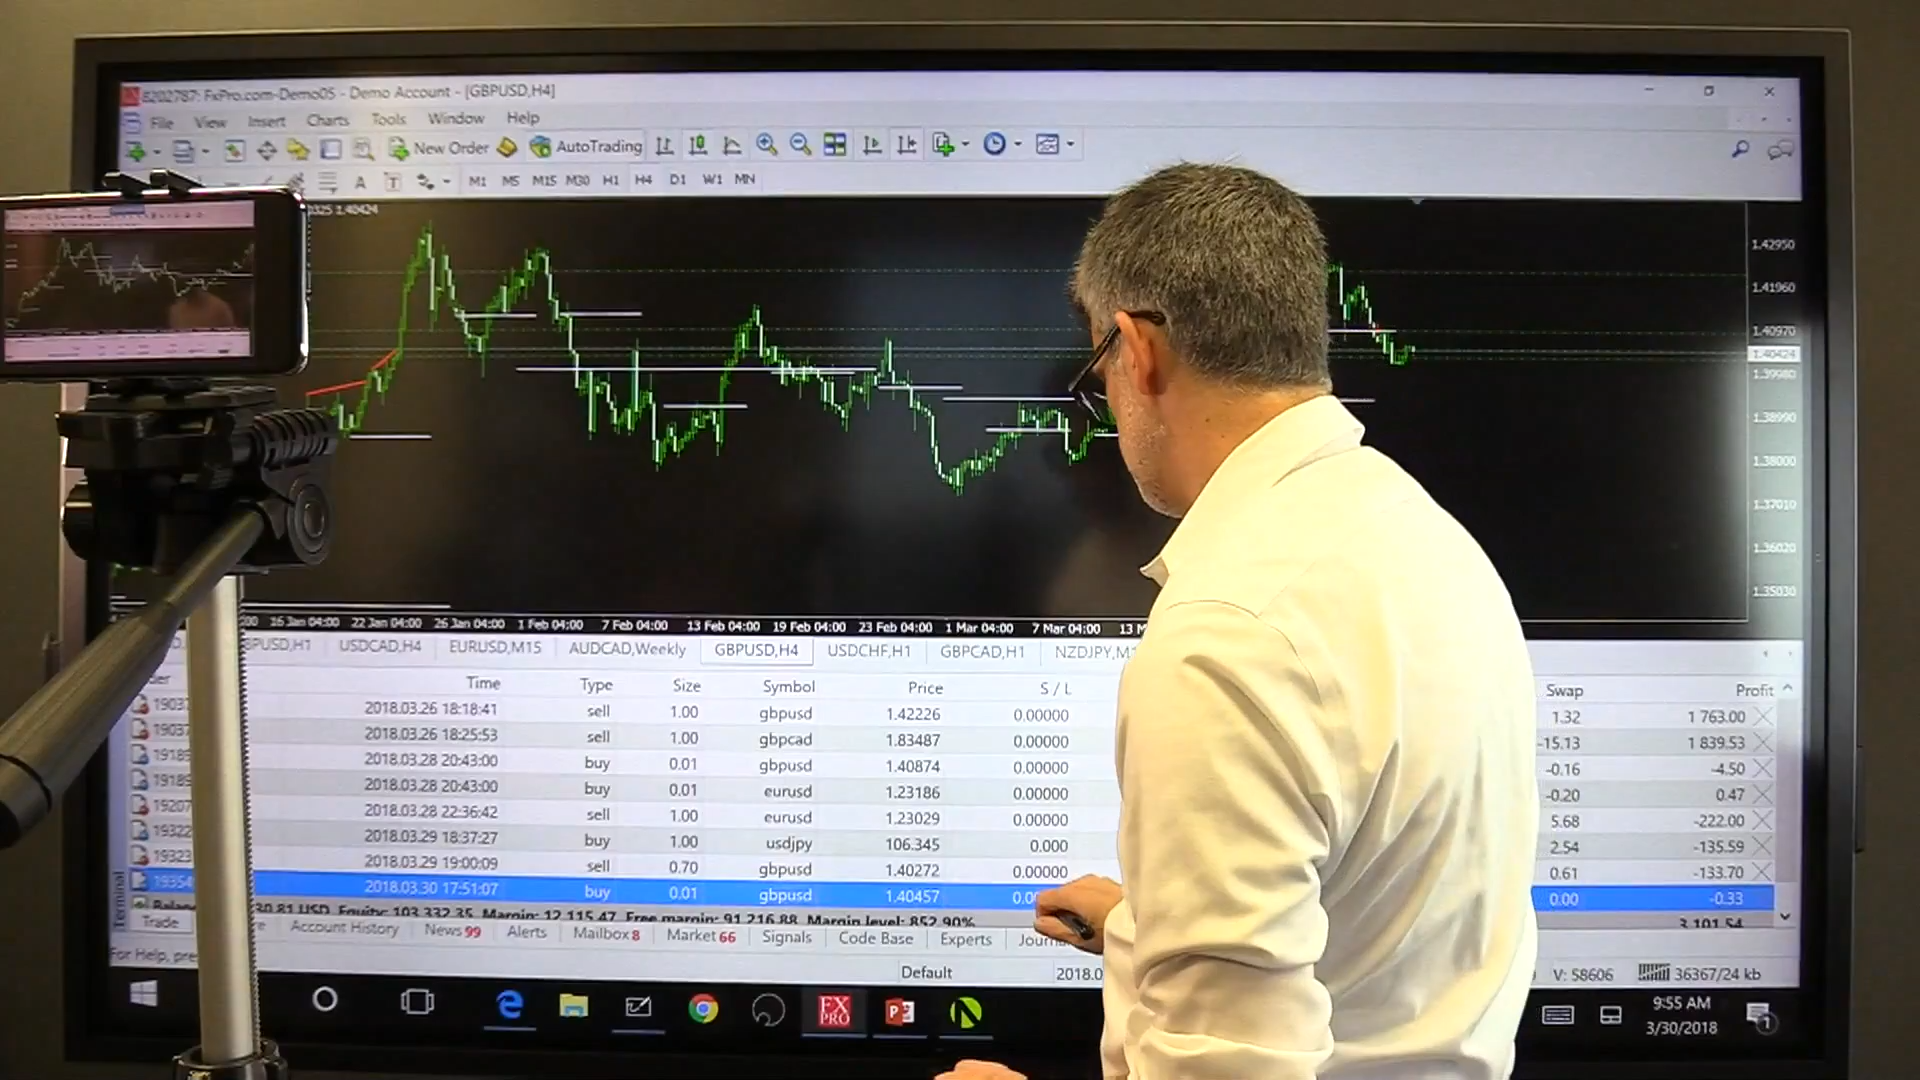 8202787: FxPro.com-Demo05 - Demo Account - [GBPUSD,H4]
File View Insert Charts Tools Window Help
New Order AutoTrading
A T M1 M5 M15 M30 H1 H4 D1 W1 MN
1.40424
1.42950
1.41960
1.40970
1.40424
1.39980
1.38990
1.38000
1.37010
1.36020
1.35030
16 Jan 04:00 22 Jan 04:00 26 Jan 04:00 1 Feb 04:00 7 Feb 04:00 13 Feb 04:00 19 Feb 04:00 23 Feb 04:00 1 Mar 04:00 7 Mar 04:00 13 M
USDCAD,H4 EURUSD,M15 AUDCAD,Weekly GBPUSD,H4 USDCHF,H1 GBPCAD,H1 NZDJPY,M1
Time Type Size Symbol Price S / L Swap Profit
1903 2018.03.26 18:18:41 sell 1.00 gbpusd 1.42226 0.00000 1.32 1 763.00
1903 2018.03.26 18:25:53 sell 1.00 gbpcad 1.83487 0.00000 -15.13 1 839.53
1918 2018.03.28 20:43:00 buy 0.01 gbpusd 1.40874 0.00000 -0.16 -4.50
1918 2018.03.28 20:43:00 buy 0.01 eurusd 1.23186 0.00000 -0.20 0.47
19207 2018.03.28 22:36:42 sell 1.00 eurusd 1.23029 0.00000 5.68 -222.00
19322 2018.03.29 18:37:27 buy 1.00 usdjpy 106.345 0.000 2.54 -135.59
19323 2018.03.29 19:00:09 sell 0.70 gbpusd 1.40272 0.00000 0.61 -133.70
19354 2018.03.30 17:51:07 buy 0.01 gbpusd 1.40457 0.00 0.00 -0.33
30.81 USD Equity: 103 332.35 Margin: 12 115.47 Free margin: 91 216.88 Margin level: 852.90% 3 101.54
Terminal
Trade Account History News 99 Alerts Mailbox 8 Market 66 Signals Code Base Experts Journa
For Help, pre Default 2018.0 V: 58606 36367/24 kb
FX PRO
9:55 AM
3/30/2018
1